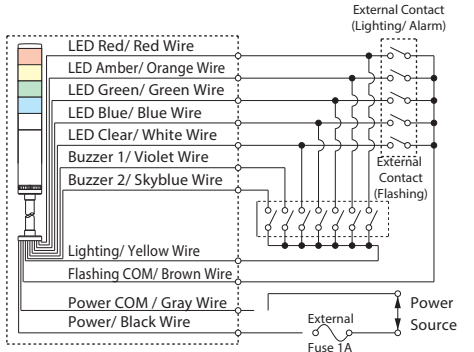 External Contact
(Lighting/ Alarm)
LED Red/ Red Wire
LED Amber/ Orange Wire
LED Green/ Green Wire
LED Blue/ Blue Wire
LED Clear/ White Wire
Buzzer 1/ Violet Wire
Buzzer 2/ Skyblue Wire
External
Contact
(Flashing)
Lighting/ Yellow Wire
Flashing COM/ Brown Wire
Power COM / Gray Wire
Power/ Black Wire
External
Fuse 1A
Power
Source